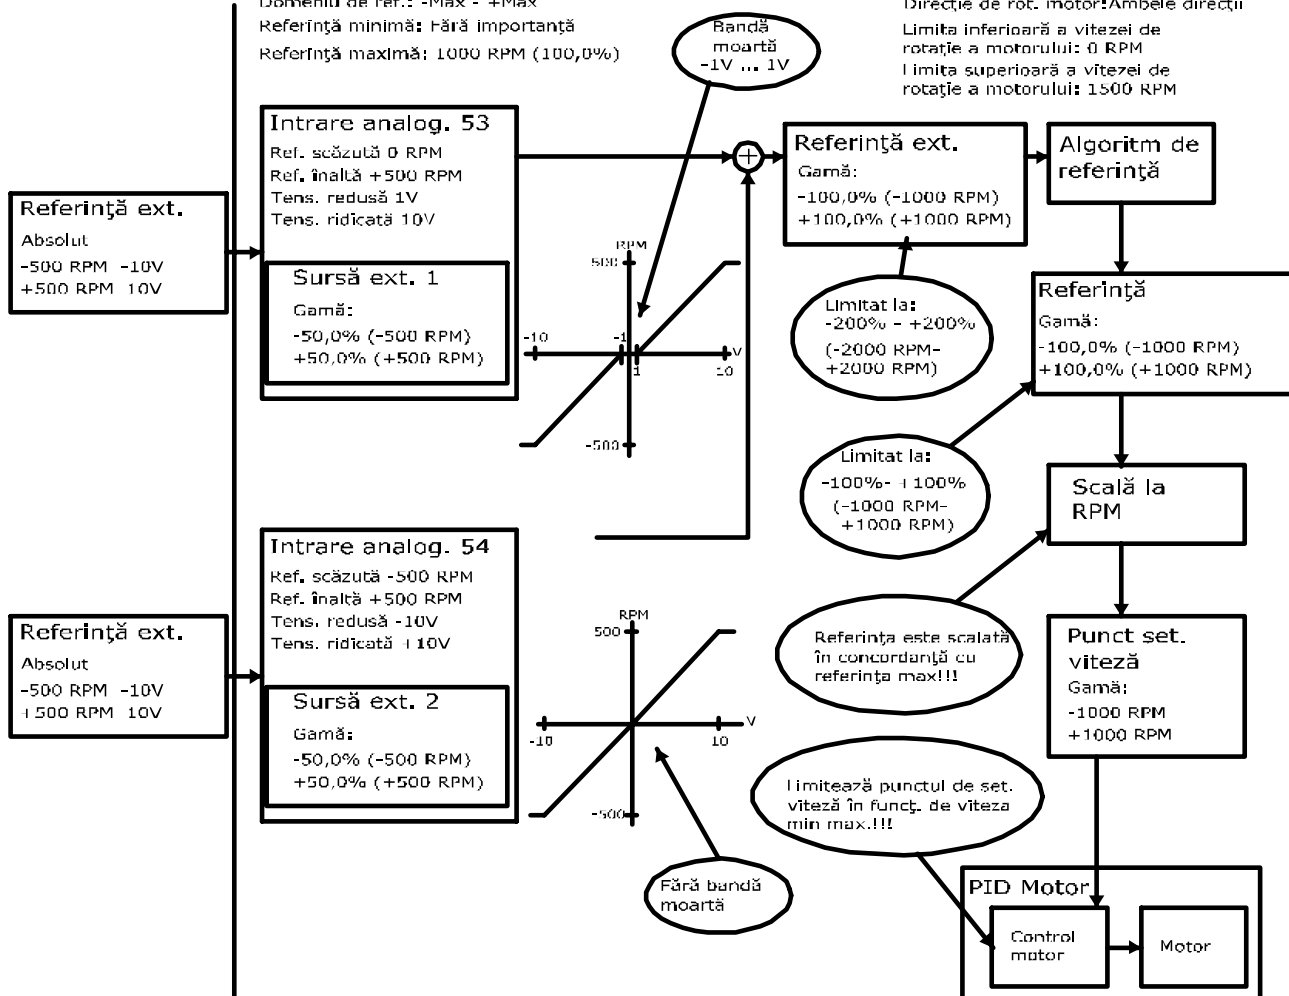 Domeniu de ref.: -Max - +Max
Referinţă minimă: Fără importanţă
Referinţă maximă: 1000 RPM (100,0%)
Direcţie de rot. motor: Ambele direcţii
Limita inferioară a vitezei de
rotaţie a motorului: 0 RPM
Limita superioară a vitezei de
rotaţie a motorului: 1500 RPM
Bandă
moartă
-1V ... 1V
Intrare analog. 53
Ref. scăzută 0 RPM
Ref. înaltă +500 RPM
Tens. redusă 1V
Tens. ridicată 10V
Sursă ext. 1
Gamă:
-50,0% (-500 RPM)
+50,0% (+500 RPM)
Referinţă ext.
Absolut
-500 RPM -10V
+500 RPM 10V
RPM
500
-10
-1
1
10
V
-500
+
Referinţă ext.
Gamă:
-100,0% (-1000 RPM)
+100,0% (+1000 RPM)
Algoritm de
referinţă
Limitat la:
-200% - +200%
(-2000 RPM-
+2000 RPM)
Referinţă
Gamă:
-100,0% (-1000 RPM)
+100,0% (+1000 RPM)
Limitat la:
-100%- +100%
(-1000 RPM-
+1000 RPM)
Scală la
RPM
Intrare analog. 54
Ref. scăzută -500 RPM
Ref. înaltă +500 RPM
Tens. redusă -10V
Tens. ridicată +10V
Sursă ext. 2
Gamă:
-50,0% (-500 RPM)
+50,0% (+500 RPM)
Referinţă ext.
Absolut
-500 RPM -10V
+500 RPM 10V
RPM
500
-10
10
V
-500
Referinţa este scalată
în concordanţă cu
referinţa max!!!
Punct set.
viteză
Gamă:
-1000 RPM
+1000 RPM
Limitează punctul de set.
viteză în funcţ. de viteza
min max.!!!
Fără bandă
moartă
PID Motor
Control
motor
Motor